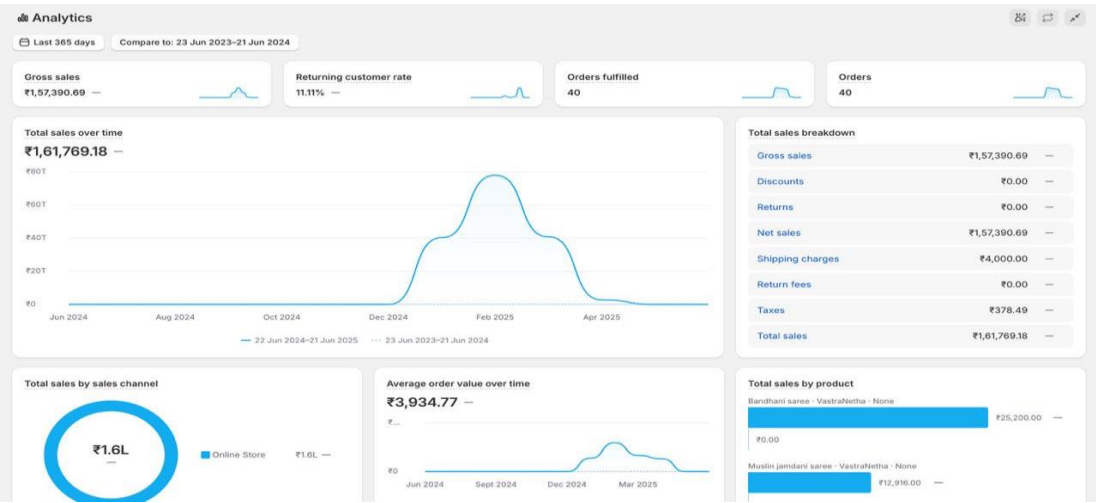 Analytics
Last 365 days
Compare to: 23 Jun 2023–21 Jun 2024
Gross sales
₹1,57,390.69 —
Returning customer rate
11.11% —
Orders fulfilled
40
Orders
40
Total sales over time
₹1,61,769.18 —
₹80T
₹60T
₹40T
₹20T
₹0
Jun 2024 Aug 2024 Oct 2024 Dec 2024 Feb 2025 Apr 2025
22 Jun 2024–21 Jun 2025 23 Jun 2023–21 Jun 2024
Total sales breakdown
Gross sales ₹1,57,390.69 —
Discounts ₹0.00 —
Returns ₹0.00 —
Net sales ₹1,57,390.69 —
Shipping charges ₹4,000.00 —
Return fees ₹0.00 —
Taxes ₹378.49 —
Total sales ₹1,61,769.18 —
Total sales by sales channel
₹1.6L
—
Online Store ₹1.6L —
Average order value over time
₹3,934.77 —
₹...
₹0
Jun 2024 Sept 2024 Dec 2024 Mar 2025
Total sales by product
Bandhani saree · VastraNetha · None
₹25,200.00 —
₹0.00
Muslin jamdani saree · VastraNetha · None
₹12,916.00 —